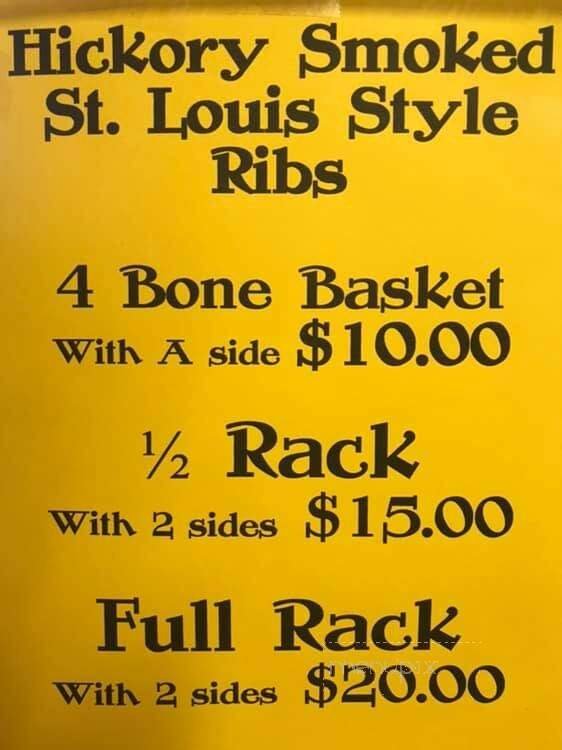 Hickory Smoked
St. Louis Style
Ribs
4 Bone Basket
With A side $10.00
½ Rack
With 2 sides $15.00
Full Rack
menupix
With 2 sides $20.00